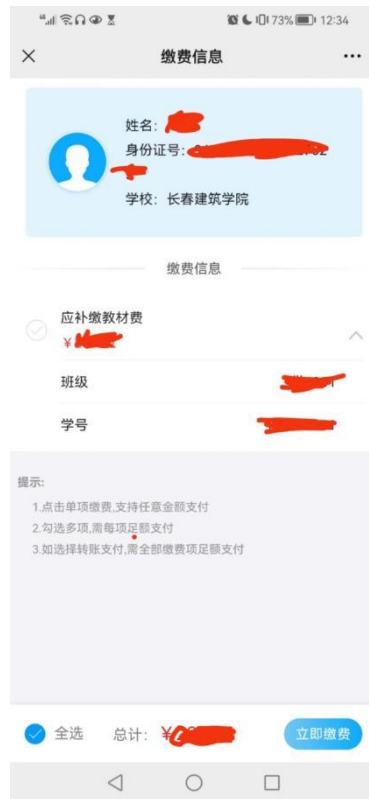 73% 12:34
缴费信息
姓名:
身份证号:
学校: 长春建筑学院
缴费信息
应补缴教材费
¥
班级
学号
提示:
1.点击单项缴费,支持任意金额支付
2.勾选多项,需每项足额支付
3.如选择转账支付,需全部缴费项足额支付
全选 总计: ¥ 立即缴费